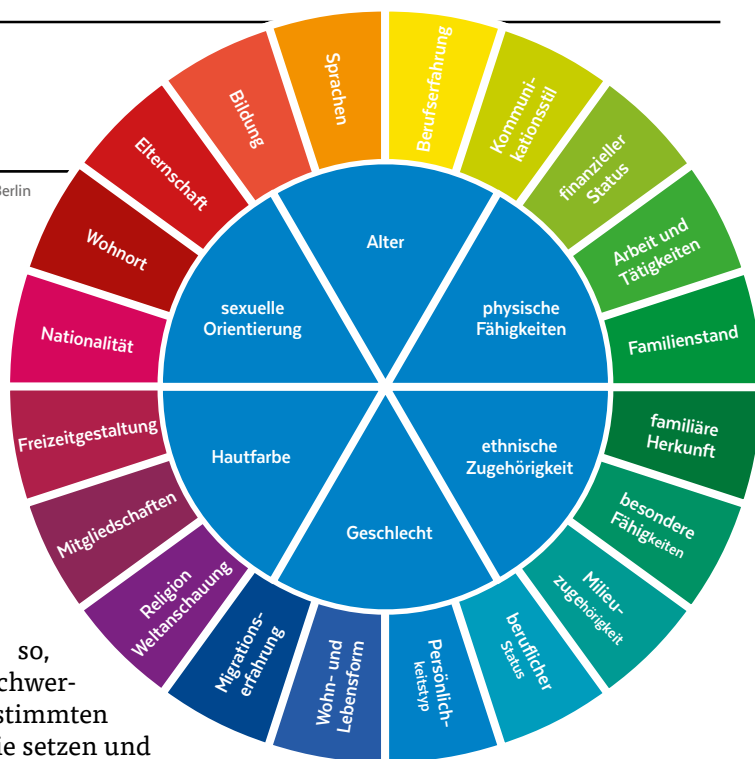 Berlin
Sprachen
Berufserfahrung
Kommuni-
kationsstil
finanzieller
Status
Arbeit und
Tätigkeiten
Familienstand
familiäre
Herkunft
besondere
Fähigkeiten
Milieu-
zugehörigkeit
beruflicher
Status
Persönlich-
keitstyp
Wohn- und
Lebensform
Migrations-
erfahrung
Religion
Weltanschauung
Mitgliedschaften
Freizeitgestaltung
Nationalität
Wohnort
Elternschaft
Bildung
Alter
physische
Fähigkeiten
ethnische
Zugehörigkeit
Geschlecht
Hautfarbe
sexuelle
Orientierung
so,
chwer-
stimmten
ie setzen und